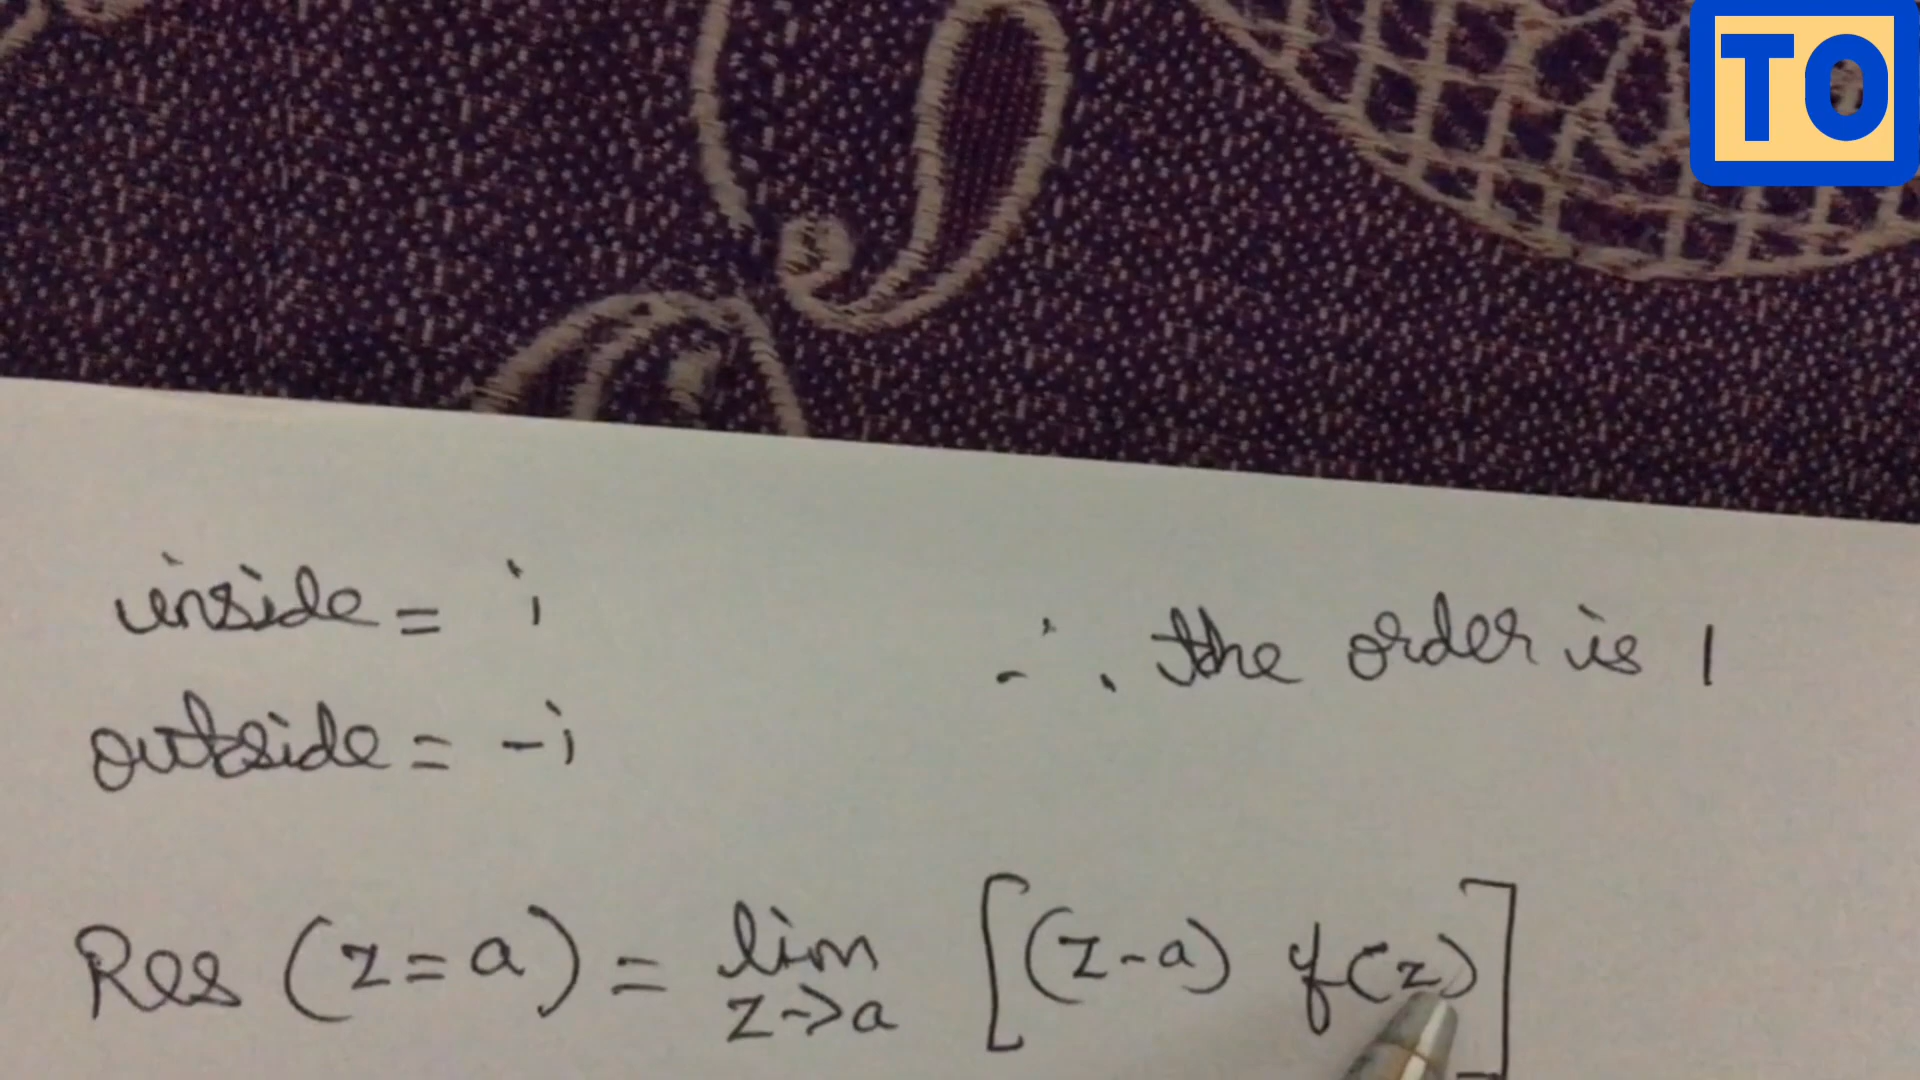 TO
inside = i
∴ the order is 1
outside = -i
Res (z=a) = lim z->a [(z-a) f(z)]